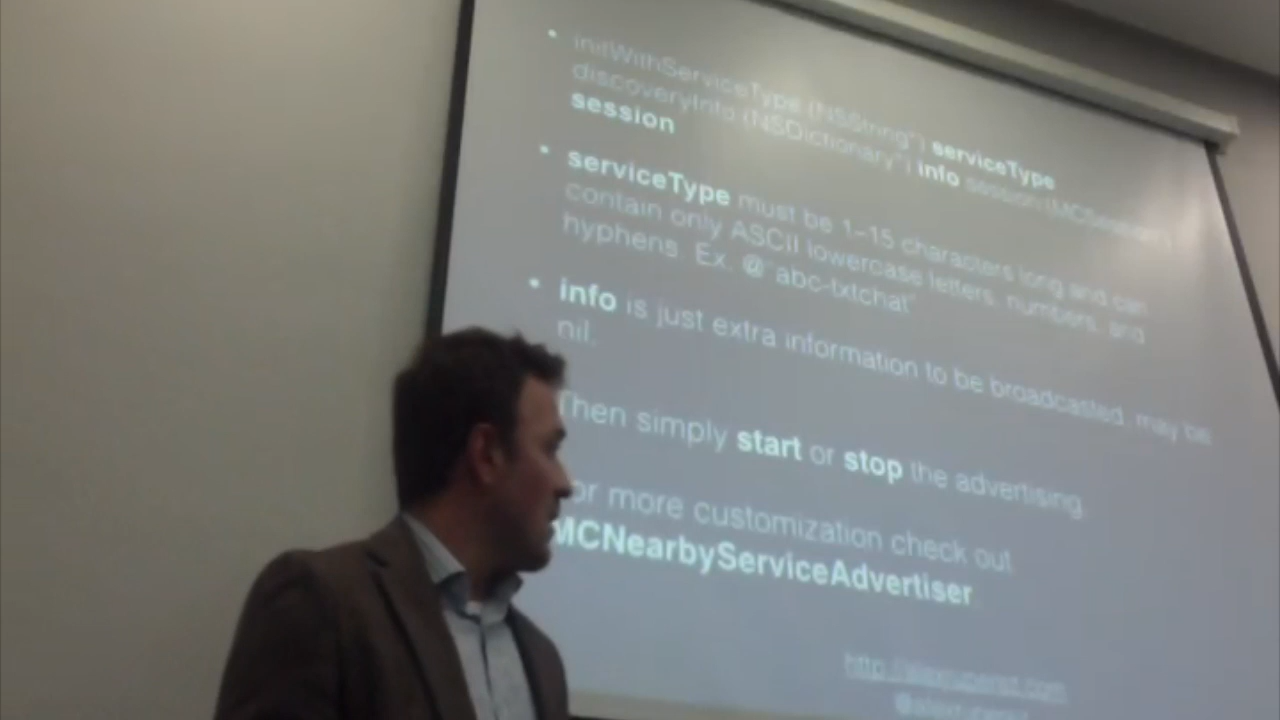 • initWithServiceType (NSString*) serviceType
discoveryInfo (NSDictionary*) info session
session
• serviceType must be 1-15 characters long and can
contain only ASCII lowercase letters, numbers, and
hyphens. Ex. @"abc-txtchat"
• info is just extra information to be broadcasted, may be
nil.
Then simply start or stop the advertising
or more customization check out
MCNearbyServiceAdvertiser